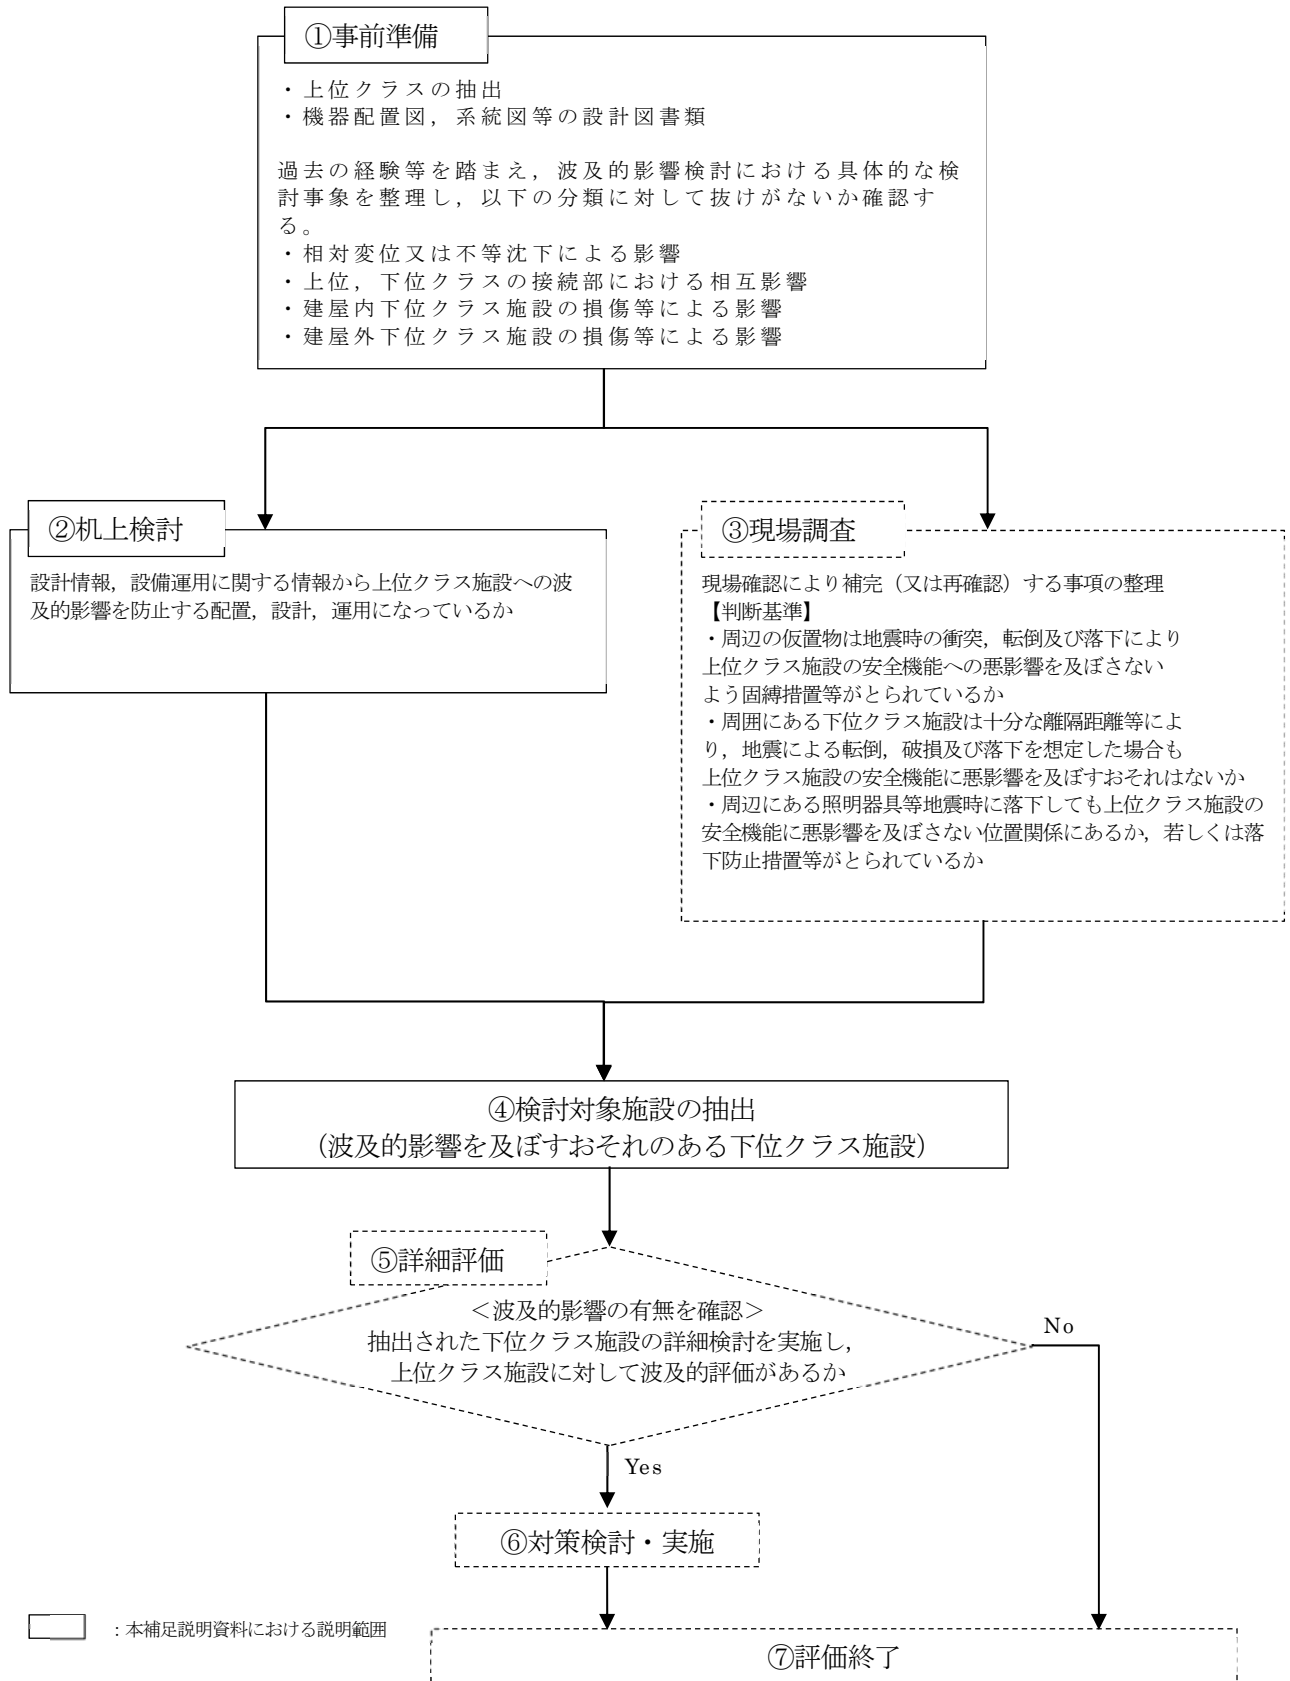 ①事前準備
・上位クラスの抽出
・機器配置図，系統図等の設計図書類
過去の経験等を踏まえ，波及的影響検討における具体的な検
討事象を整理し，以下の分類に対して抜けがないか確認す
る。
・相対変位又は不等沈下による影響
・上位，下位クラスの接続部における相互影響
・建屋内下位クラス施設の損傷等による影響
・建屋外下位クラス施設の損傷等による影響
②机上検討
設計情報，設備運用に関する情報から上位クラス施設への波
及的影響を防止する配置，設計，運用になっているか
③現場調査
現場確認により補完（又は再確認）する事項の整理
【判断基準】
・周辺の仮置物は地震時の衝突，転倒及び落下により
上位クラス施設の安全機能への悪影響を及ぼさない
よう固縛措置等がとられているか
・周囲にある下位クラス施設は十分な離隔距離等によ
り，地震による転倒，破損及び落下を想定した場合も
上位クラス施設の安全機能に悪影響を及ぼすおそれはないか
・周辺にある照明器具等地震時に落下しても上位クラス施設の
安全機能に悪影響を及ぼさない位置関係にあるか，若しくは落
下防止措置等がとられているか
④検討対象施設の抽出
（波及的影響を及ぼすおそれのある下位クラス施設）
⑤詳細評価
＜波及的影響の有無を確認＞
抽出された下位クラス施設の詳細検討を実施し，
上位クラス施設に対して波及的評価があるか
No
Yes
⑥対策検討・実施
：本補足説明資料における説明範囲
⑦評価終了